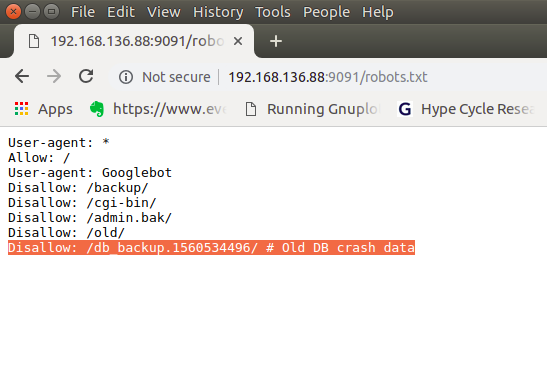 File Edit View History Tools People Help
192.168.136.88:9091/robo
Not secure 192.168.136.88:9091/robots.txt
Apps https://www.eve Running Gnuplo G Hype Cycle Resea
User-agent: *
Allow: /
User-agent: Googlebot
Disallow: /backup/
Disallow: /cgi-bin/
Disallow: /admin.bak/
Disallow: /old/
Disallow: /db_backup.1560534496/ # Old DB crash data